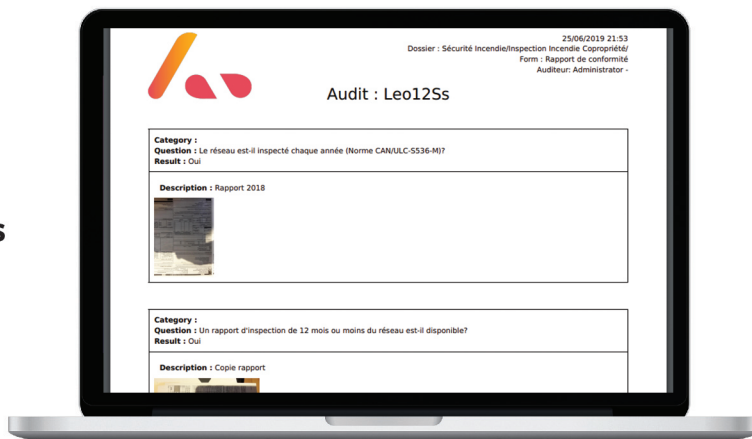 25/06/2019 21:53
Dossier : Sécurité Incendie/Inspection Incendie Copropriété/
Form : Rapport de conformité
Auditeur: Administrator -
Audit : Leo12Ss
Category :
Question : Le réseau est-il inspecté chaque année (Norme CAN/ULC-S536-M)?
Result : Oui
Description : Rapport 2018
s
Category :
Question : Un rapport d'inspection de 12 mois ou moins du réseau est-il disponible?
Result : Oui
Description : Copie rapport